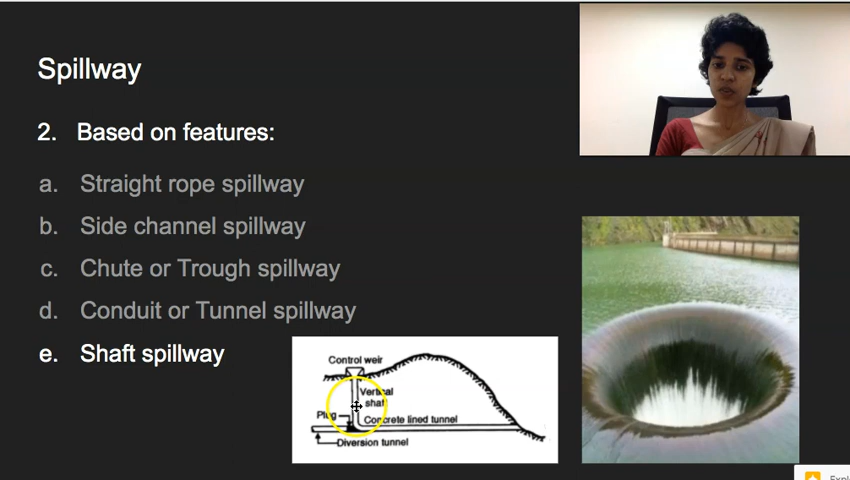 Spillway
2. Based on features:
a. Straight rope spillway
b. Side channel spillway
c. Chute or Trough spillway
d. Conduit or Tunnel spillway
e. Shaft spillway
Control weir
Vertical
shaft
Plug
Concrete lined tunnel
Diversion tunnel